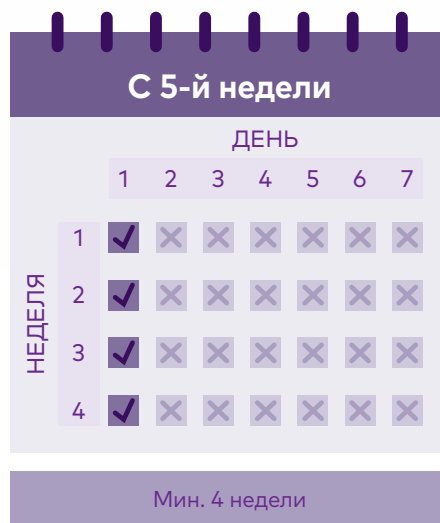 С 5-й недели
ДЕНЬ
1 2 3 4 5 6 7
НЕДЕЛЯ
1
2
3
4
Мин. 4 недели